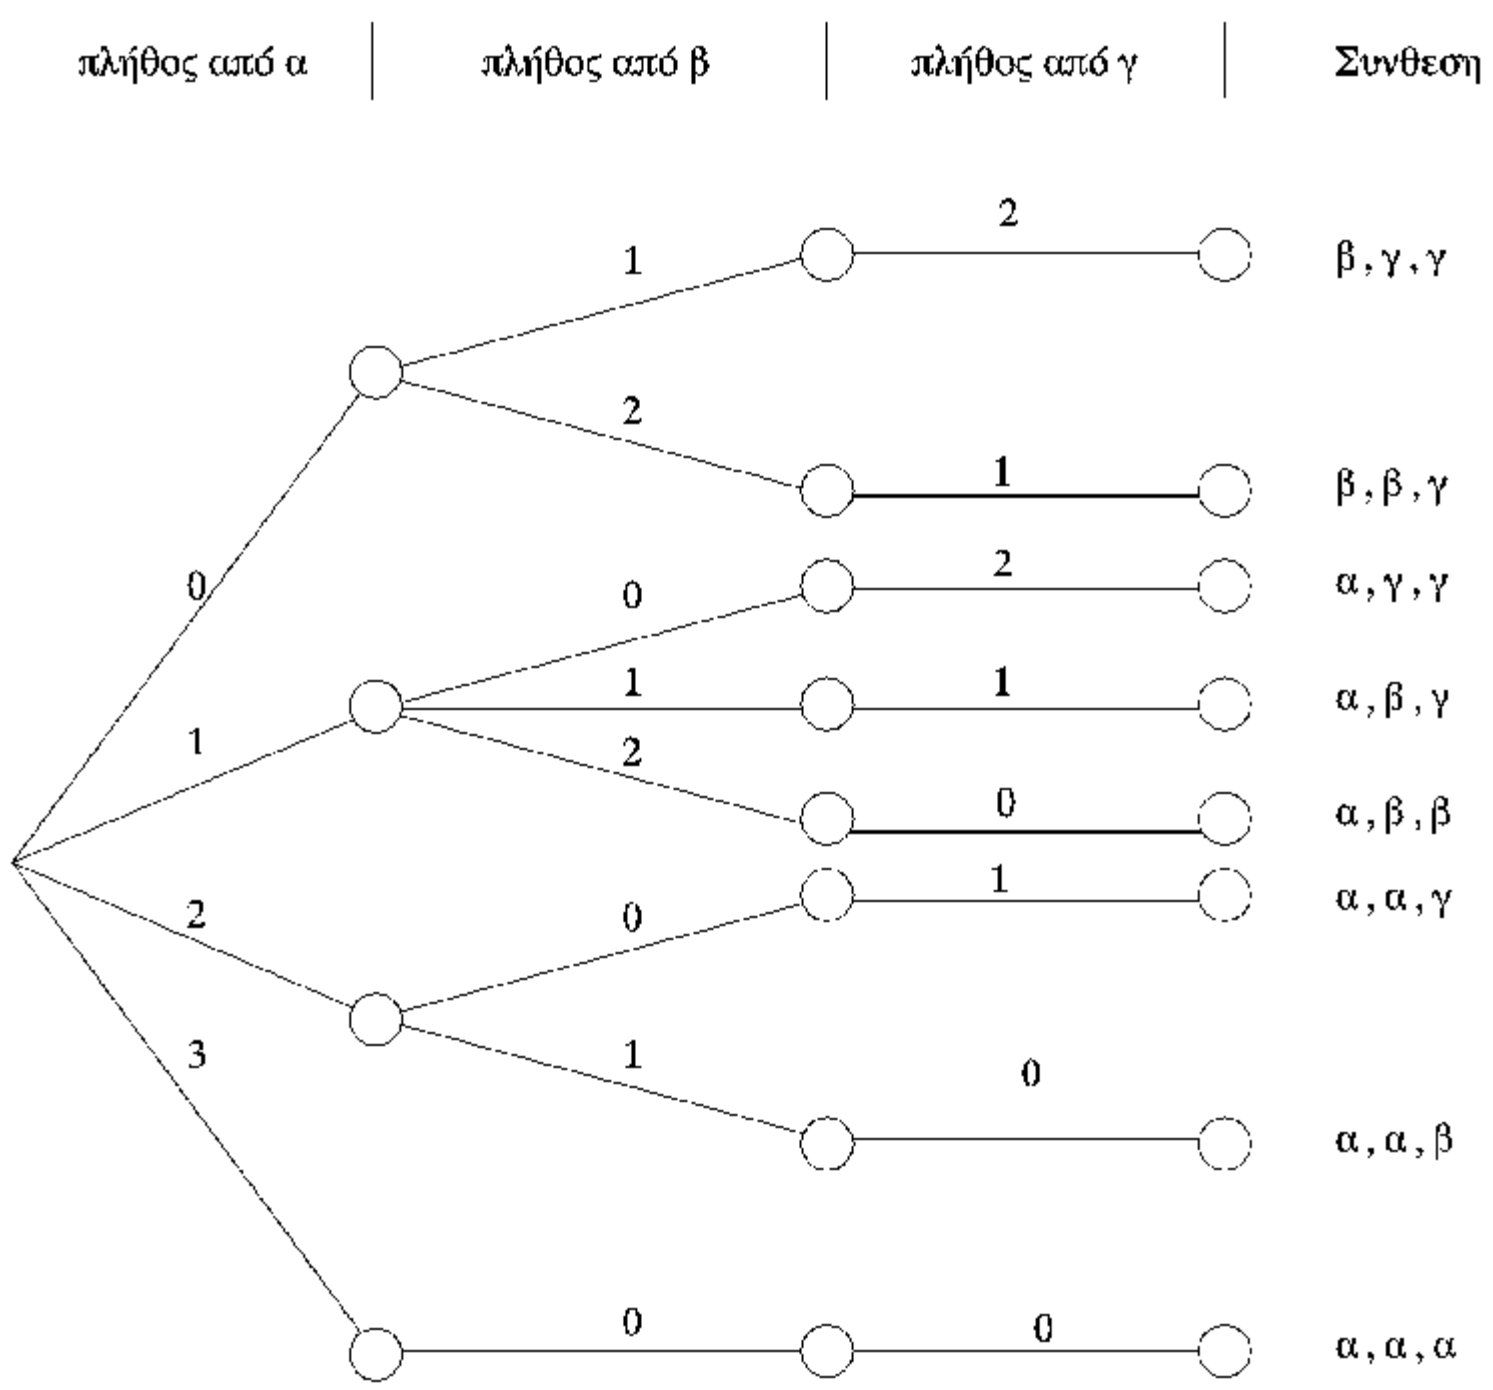 πλήθος από α πλήθος από β πλήθος από γ Συνθεση
1 2 β , γ , γ
2 1 β , β , γ
0 0 2 α , γ , γ
1 1 1 α , β , γ
2 0 α , β , β
2 0 1 α , α , γ
3 1 0 α , α , β
0 0 α , α , α